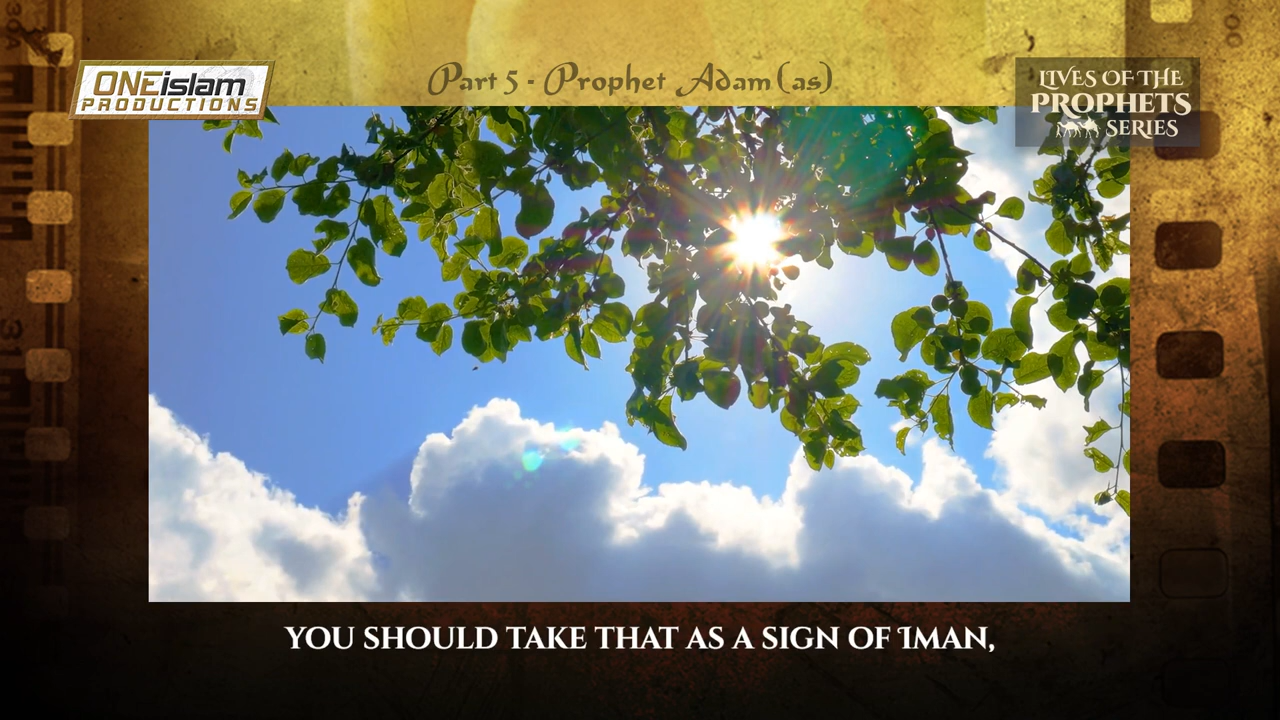 ONEislam
PRODUCTIONS
Part 5 - Prophet Adam (as)
LIVES OF THE
PROPHETS
SERIES
YOU SHOULD TAKE THAT AS A SIGN OF IMAN,